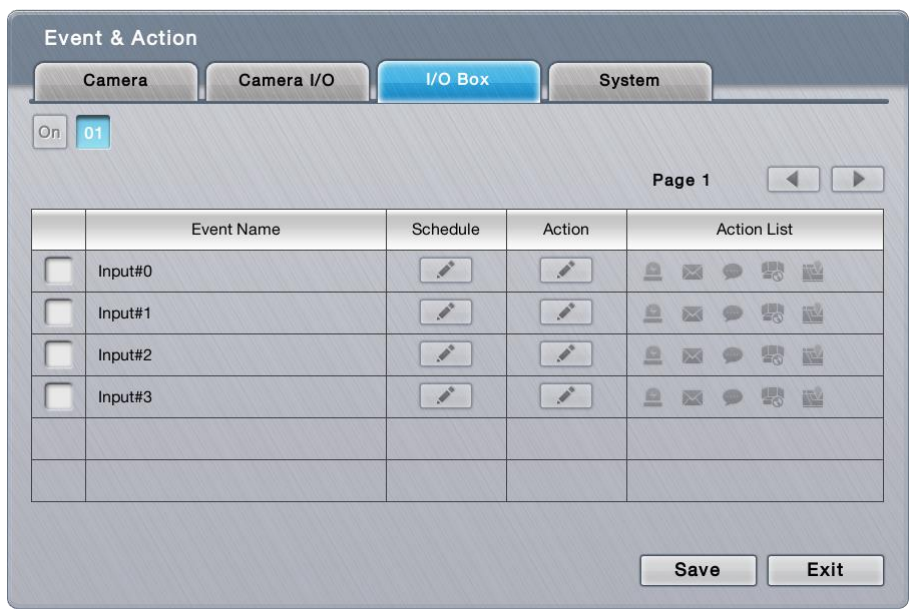 Event & Action
Camera Camera I/O I/O Box System
On 01
Page 1
Event Name Schedule Action Action List
Input#0
Input#1
Input#2
Input#3
Save Exit